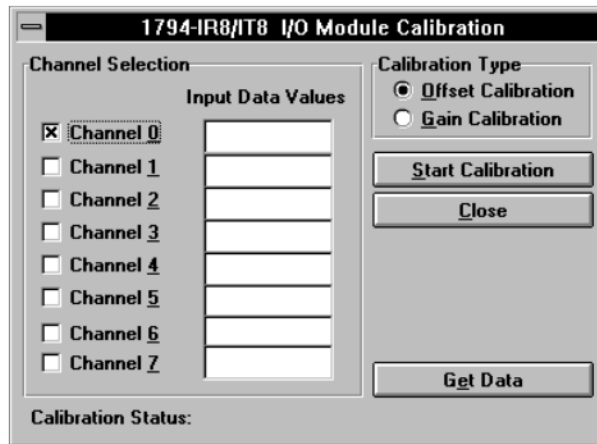 1794-IR8/IT8 I/O Module Calibration
Channel Selection
Input Data Values
Channel 0
Channel 1
Channel 2
Channel 3
Channel 4
Channel 5
Channel 6
Channel 7
Calibration Type
Offset Calibration
Gain Calibration
Start Calibration
Close
Get Data
Calibration Status: